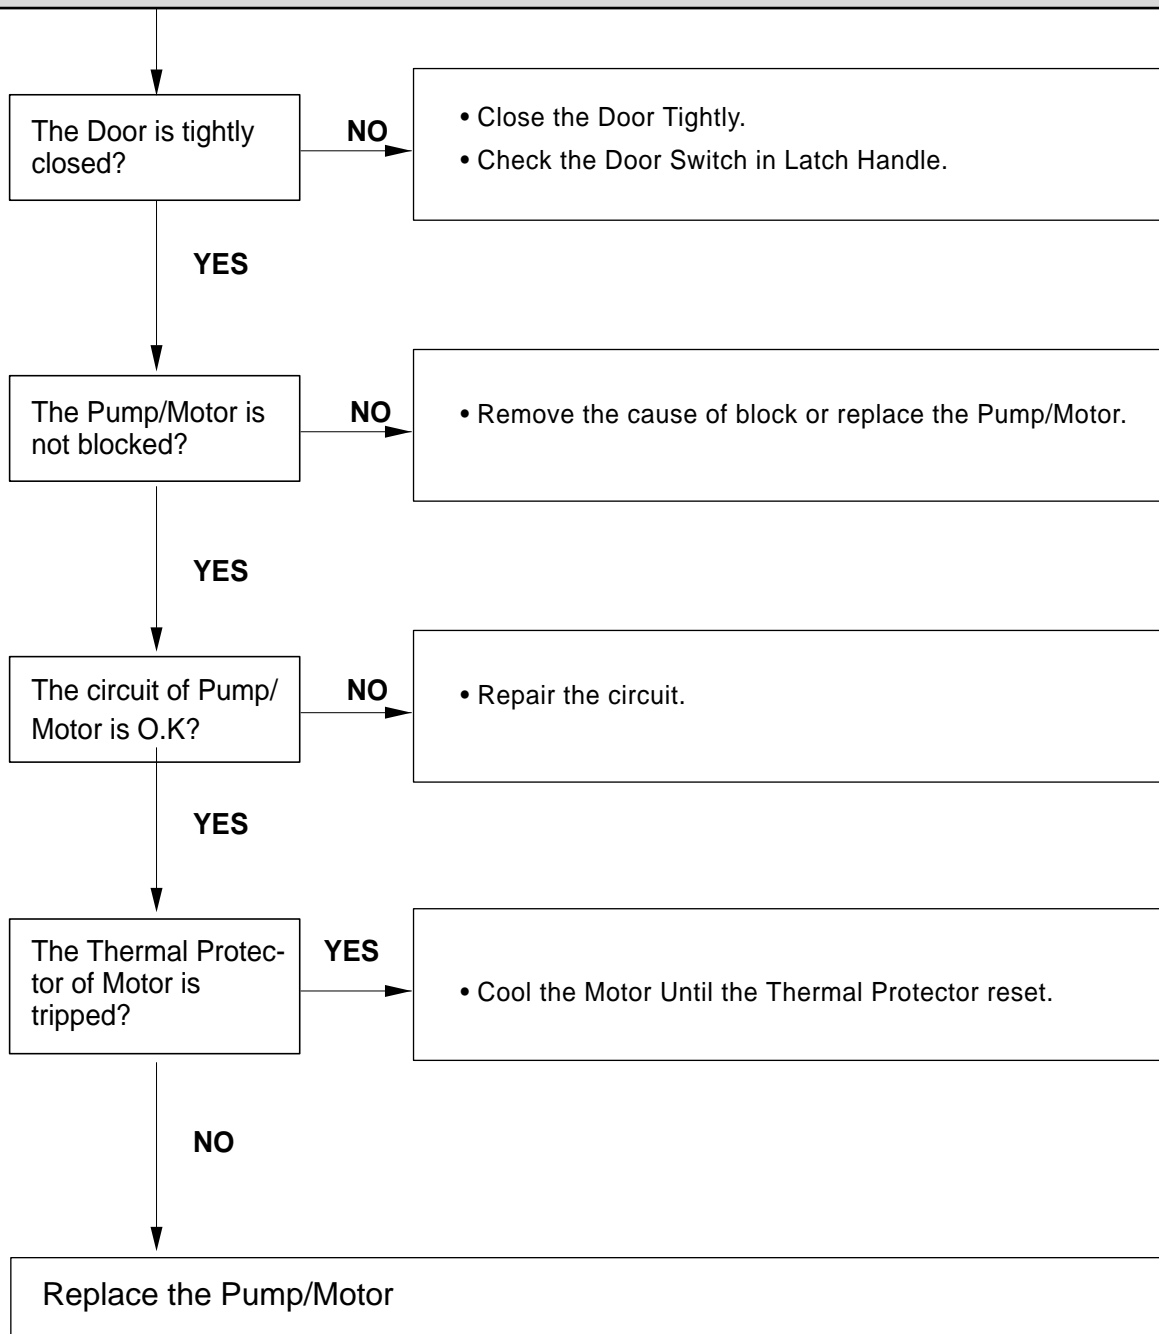 The Door is tightly
closed?
NO
• Close the Door Tightly.
• Check the Door Switch in Latch Handle.
YES
The Pump/Motor is
not blocked?
NO
• Remove the cause of block or replace the Pump/Motor.
YES
The circuit of Pump/
Motor is O.K?
NO
• Repair the circuit.
YES
The Thermal Protec-
tor of Motor is
tripped?
YES
• Cool the Motor Until the Thermal Protector reset.
NO
Replace the Pump/Motor